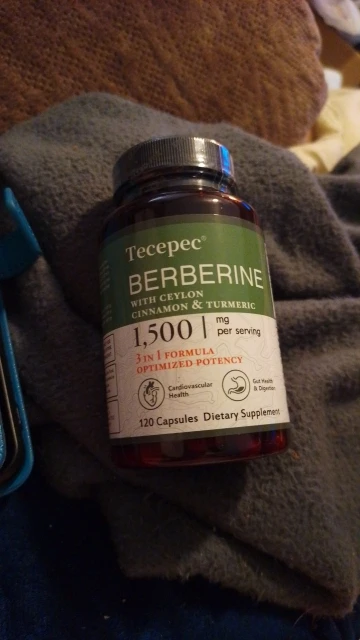 Tecepec®
BERBERINE
WITH CEYLON
CINNAMON & TURMERIC
1,500 | mg
per serving
3 IN 1 FORMULA
OPTIMIZED POTENCY
Cardiovascular
Health
Gut Health
& Digestion
120 Capsules Dietary Supplement